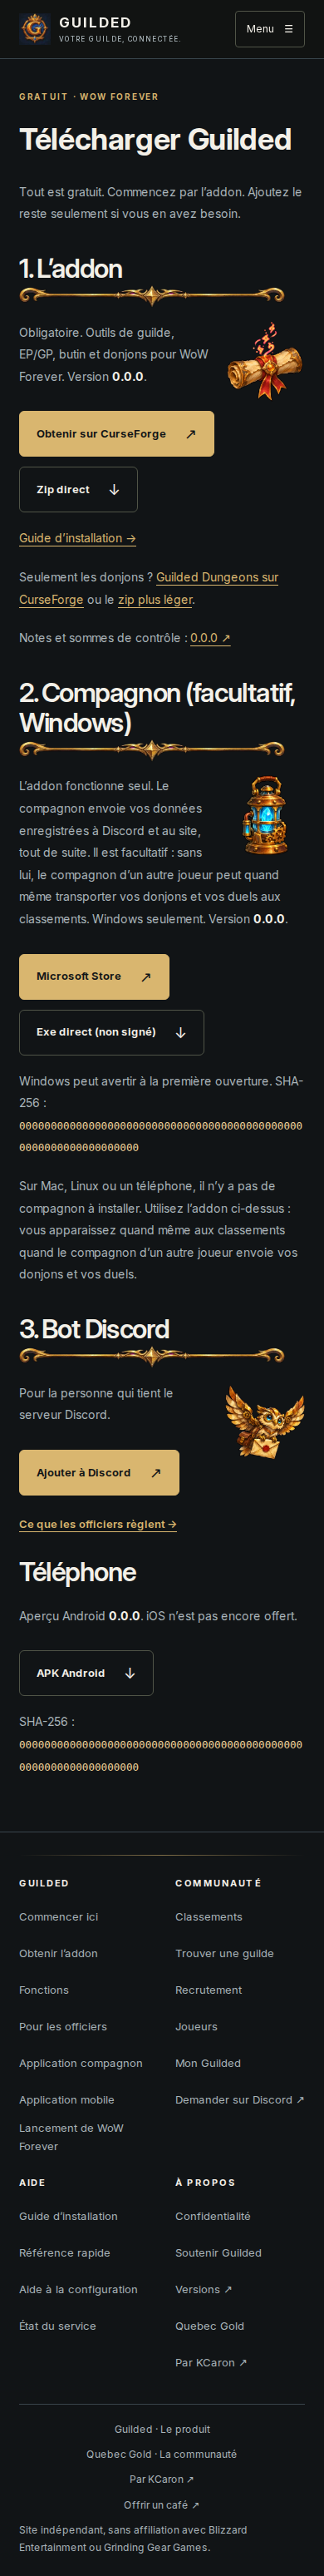 GUILDED
VOTRE GUILDE, CONNECTÉE.
Menu ☰
GRATUIT · WOW FOREVER
Télécharger Guilded
Tout est gratuit. Commencez par l’addon. Ajoutez le
reste seulement si vous en avez besoin.
1. L’addon
Obligatoire. Outils de guilde,
EP/GP, butin et donjons pour WoW
Forever. Version 0.0.0.
Obtenir sur CurseForge ↗
Zip direct ↓
Guide d’installation →
Seulement les donjons ? Guilded Dungeons sur
CurseForge ou le zip plus léger.
Notes et sommes de contrôle : 0.0.0 ↗
2. Compagnon (facultatif,
Windows)
L’addon fonctionne seul. Le
compagnon envoie vos données
enregistrées à Discord et au site,
tout de suite. Il est facultatif : sans
lui, le compagnon d’un autre joueur peut quand
même transporter vos donjons et vos duels aux
classements. Windows seulement. Version 0.0.0.
Microsoft Store ↗
Exe direct (non signé) ↓
Windows peut avertir à la première ouverture. SHA-
256 :
000000000000000000000000000000000000000000000
0000000000000000000
Sur Mac, Linux ou un téléphone, il n’y a pas de
compagnon à installer. Utilisez l’addon ci-dessus :
vous apparaissez quand même aux classements
quand le compagnon d’un autre joueur envoie vos
donjons et vos duels.
3. Bot Discord
Pour la personne qui tient le
serveur Discord.
Ajouter à Discord ↗
Ce que les officiers règlent →
Téléphone
Aperçu Android 0.0.0. iOS n’est pas encore offert.
APK Android ↓
SHA-256 :
000000000000000000000000000000000000000000000
0000000000000000000
GUILDED
Commencer ici
Obtenir l’addon
Fonctions
Pour les officiers
Application compagnon
Application mobile
Lancement de WoW
Forever
COMMUNAUTÉ
Classements
Trouver une guilde
Recrutement
Joueurs
Mon Guilded
Demander sur Discord ↗
AIDE
Guide d’installation
Référence rapide
Aide à la configuration
État du service
À PROPOS
Confidentialité
Soutenir Guilded
Versions ↗
Quebec Gold
Par KCaron ↗
Guilded · Le produit
Quebec Gold · La communauté
Par KCaron ↗
Offrir un café ↗
Site indépendant, sans affiliation avec Blizzard
Entertainment ou Grinding Gear Games.